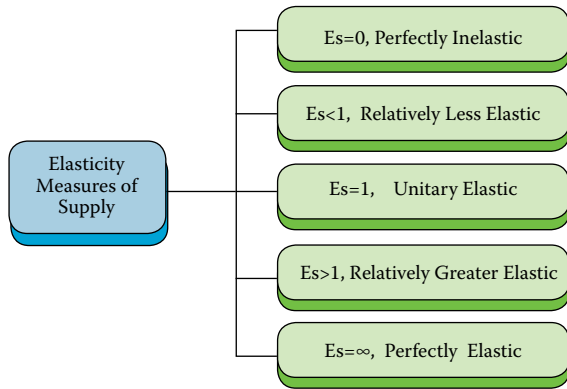 Elasticity
Measures of
Supply
Es=0, Perfectly Inelastic
Es<1, Relatively Less Elastic
Es=1, Unitary Elastic
Es>1, Relatively Greater Elastic
Es=∞, Perfectly Elastic